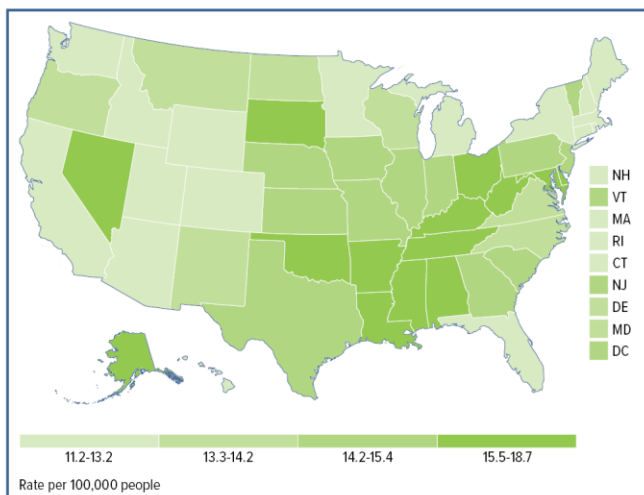 NH
VT
MA
RI
CT
NJ
DE
MD
DC
11.2-13.2 13.3-14.2 14.2-15.4 15.5-18.7
Rate per 100,000 people